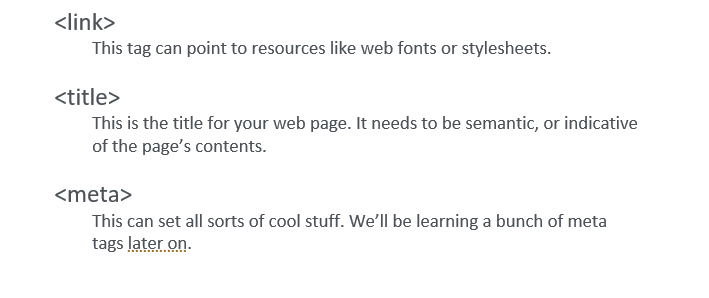 <link>
This tag can point to resources like web fonts or stylesheets.
<title>
This is the title for your web page. It needs to be semantic, or indicative
of the page’s contents.
<meta>
This can set all sorts of cool stuff. We’ll be learning a bunch of meta
tags later on.